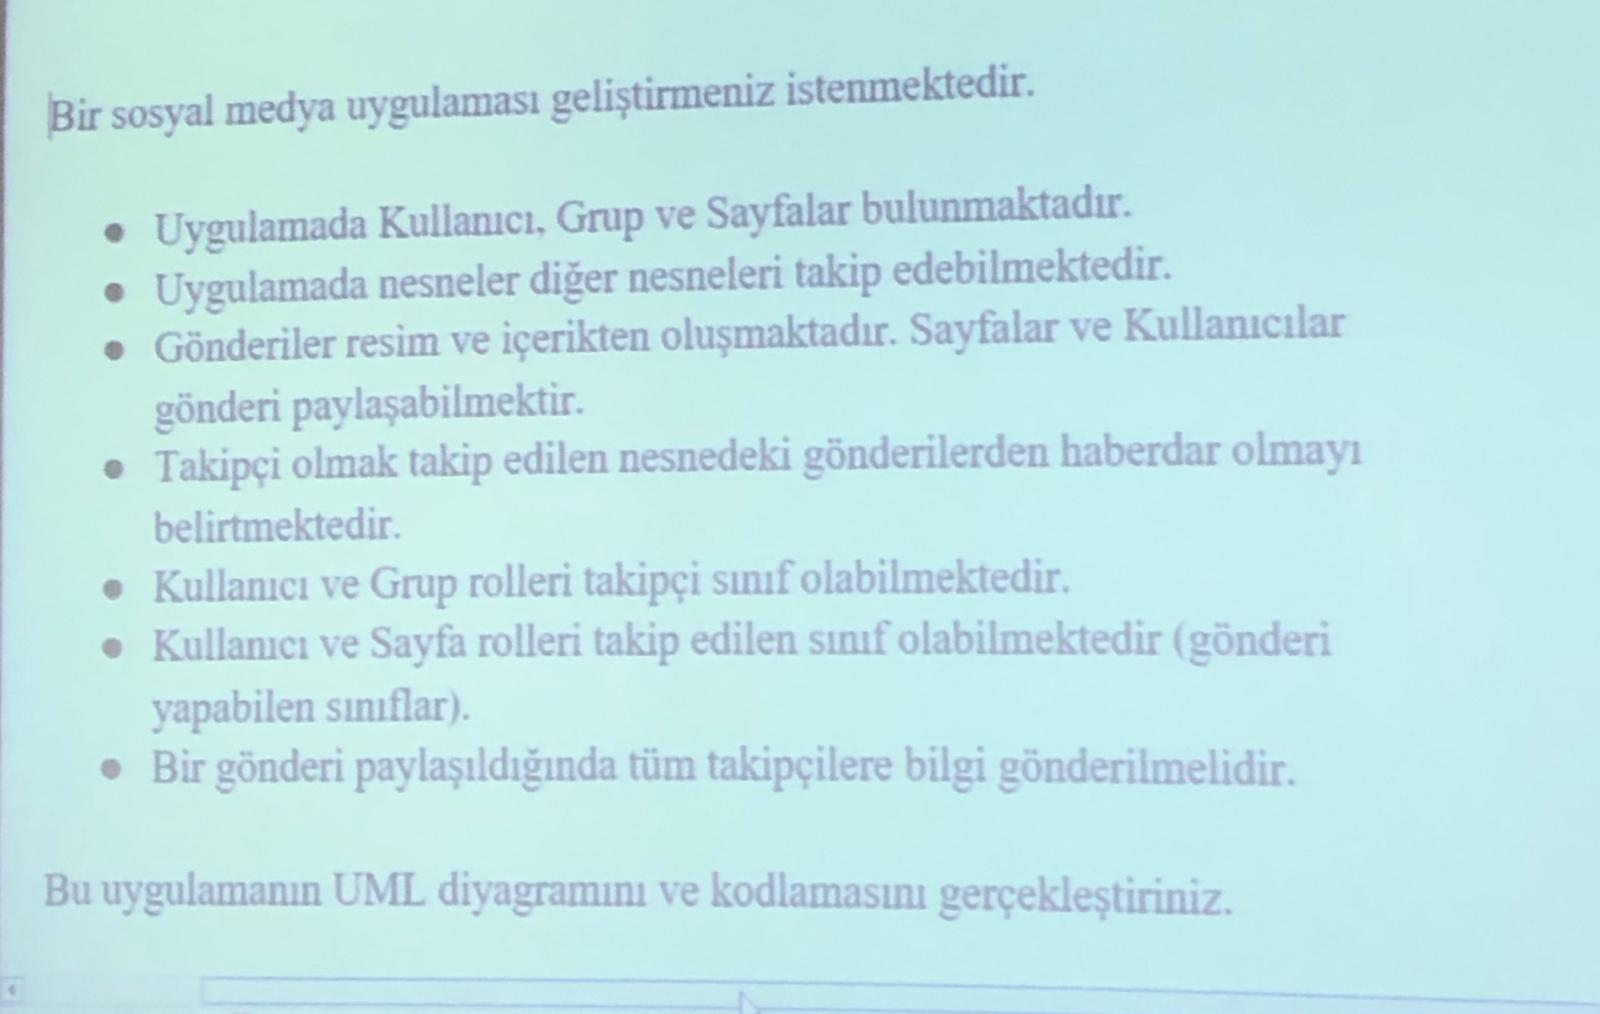 Bir sosyal medya uygulaması geliştirmeniz istenmektedir.
● Uygulamada Kullanıcı, Grup ve Sayfalar bulunmaktadır.
● Uygulamada nesneler diğer nesneleri takip edebilmektedir.
● Gönderiler resim ve içerikten oluşmaktadır. Sayfalar ve Kullanıcılar
gönderi paylaşabilmektir.
● Takipçi olmak takip edilen nesnedeki gönderilerden haberdar olmayı
belirtmektedir.
● Kullanıcı ve Grup rolleri takipçi sınıf olabilmektedir.
● Kullanıcı ve Sayfa rolleri takip edilen sınıf olabilmektedir (gönderi
yapabilen sınıflar).
● Bir gönderi paylaşıldığında tüm takipçilere bilgi gönderilmelidir.
Bu uygulamanın UML diyagramını ve kodlamasını gerçekleştiriniz.